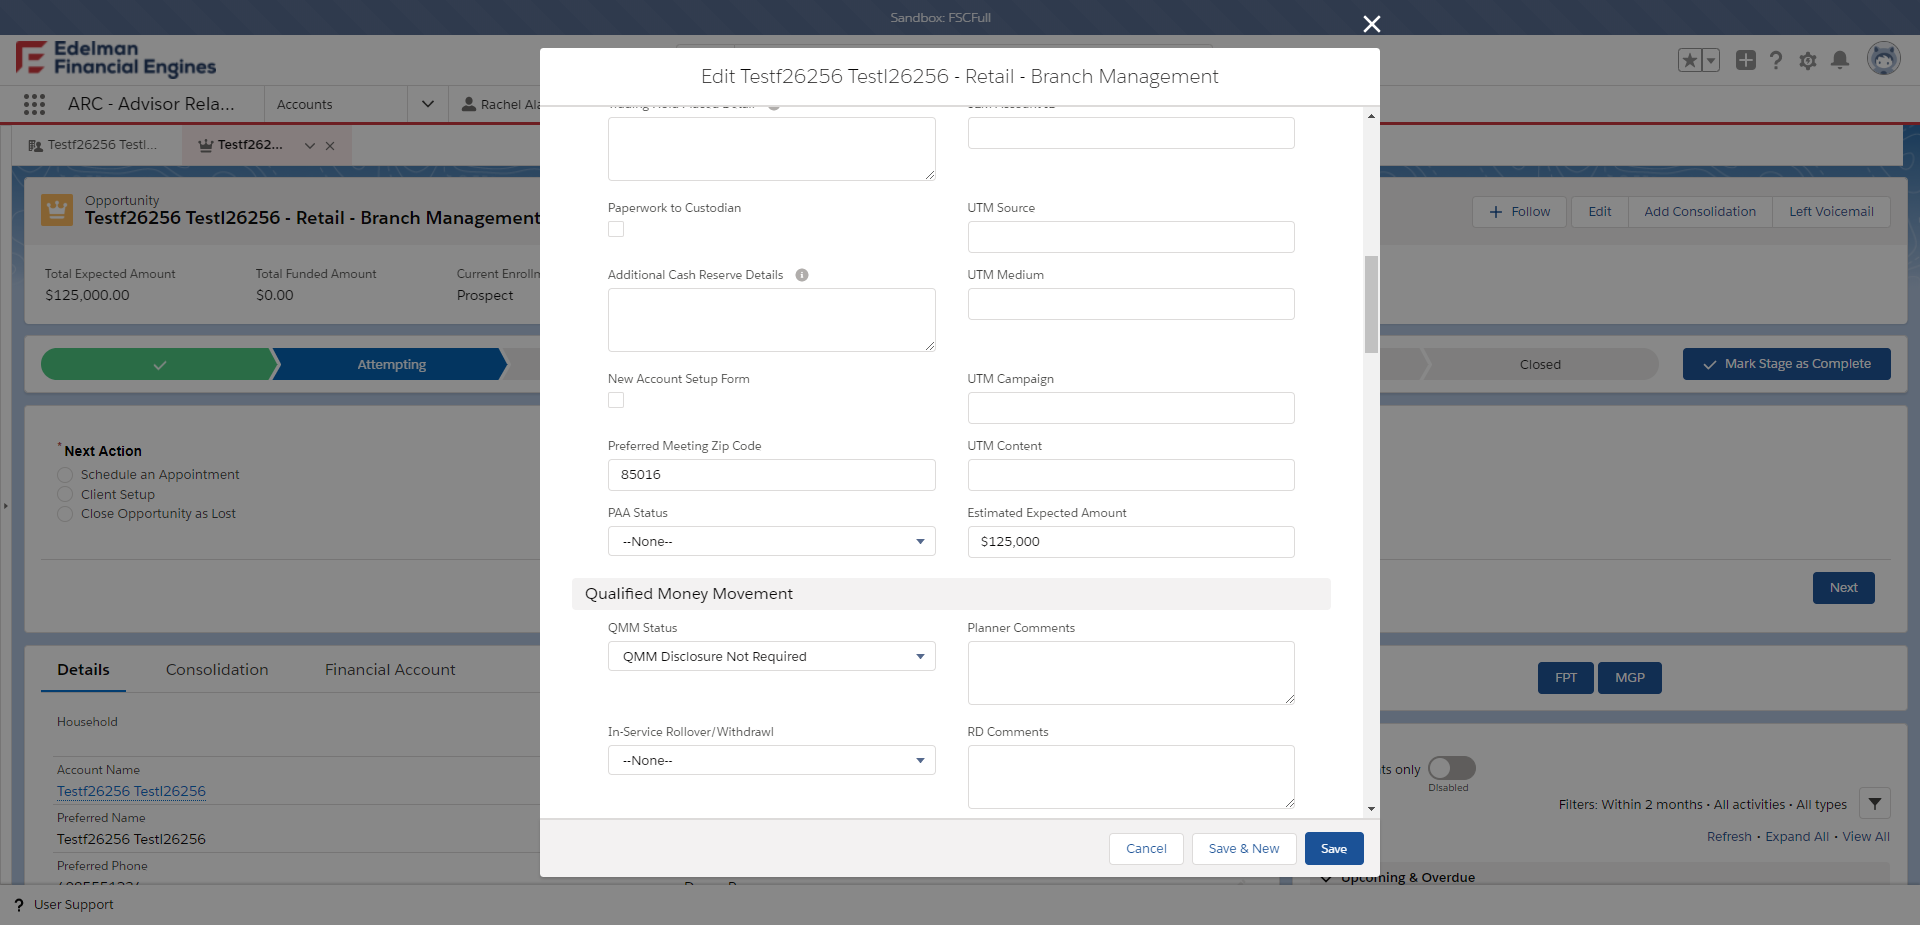 Sandbox: FSCFull
Edelman
Financial Engines
ARC - Advisor Rela...
Accounts
Rachel Ala
Testf26256 Testl...
Testf262...
Opportunity
Testf26256 Testl26256 - Retail - Branch Management
Follow
Edit
Add Consolidation
Left Voicemail
Total Expected Amount
$125,000.00
Total Funded Amount
$0.00
Current Enrollm
Prospect
Attempting
Closed
Mark Stage as Complete
* Next Action
Schedule an Appointment
Client Setup
Close Opportunity as Lost
Next
Details
Consolidation
Financial Account
FPT
MGP
Household
Account Name
Testf26256 Testl26256
Preferred Name
Testf26256 Testl26256
Preferred Phone
ts only
Disabled
Filters: Within 2 months • All activities • All types
Refresh • Expand All • View All
Upcoming & Overdue
? User Support
Edit Testf26256 Testl26256 - Retail - Branch Management
Paperwork to Custodian
UTM Source
Additional Cash Reserve Details
UTM Medium
New Account Setup Form
UTM Campaign
Preferred Meeting Zip Code
85016
UTM Content
PAA Status
--None--
Estimated Expected Amount
$125,000
Qualified Money Movement
QMM Status
QMM Disclosure Not Required
Planner Comments
In-Service Rollover/Withdrawl
--None--
RD Comments
Cancel
Save & New
Save